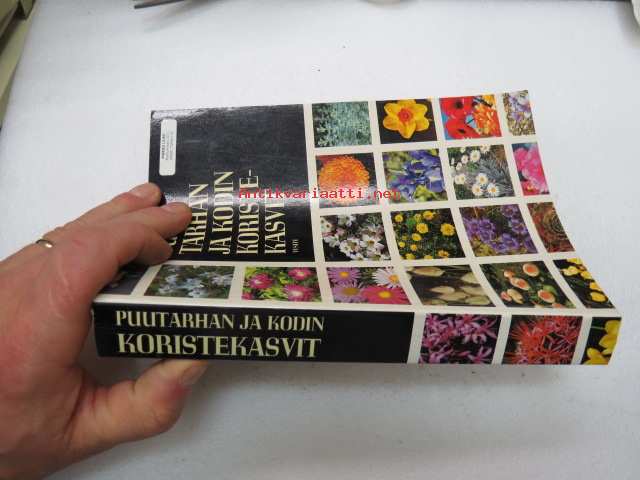 TARHAN
JA KODIN
KORISTE-
KASVIT
Antikvariaatti.net
PUUTARHAN JA KODIN
KORISTEKASVIT